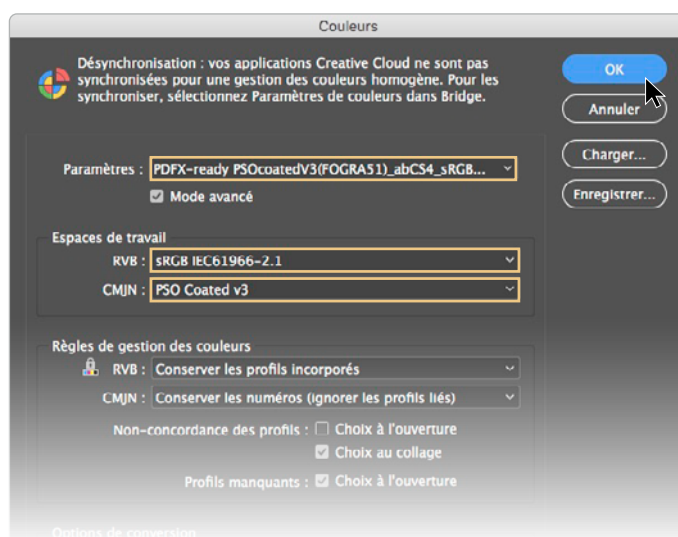 Couleurs
Désynchronisation : vos applications Creative Cloud ne sont pas
synchronisées pour une gestion des couleurs homogène. Pour les
synchroniser, sélectionnez Paramètres de couleurs dans Bridge.
OK
Annuler
Charger...
Enregistrer...
Paramètres : PDFX-ready PSOcoatedV3(FOGRA51)_abCS4_sRGB...
Mode avancé
Espaces de travail
RVB : sRGB IEC61966-2.1
CMJN : PSO Coated v3
Règles de gestion des couleurs
RVB : Conserver les profils incorporés
CMJN : Conserver les numéros (ignorer les profils liés)
Non-concordance des profils : Choix à l'ouverture
Choix au collage
Profils manquants : Choix à l'ouverture
Options de conversion